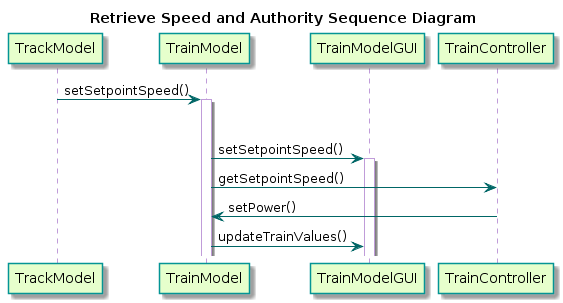 Retrieve Speed and Authority Sequence Diagram
TrackModel
TrainModel
TrainModelGUI
TrainController
setSetpointSpeed()
setSetpointSpeed()
getSetpointSpeed()
setPower()
updateTrainValues()
TrackModel
TrainModel
TrainModelGUI
TrainController